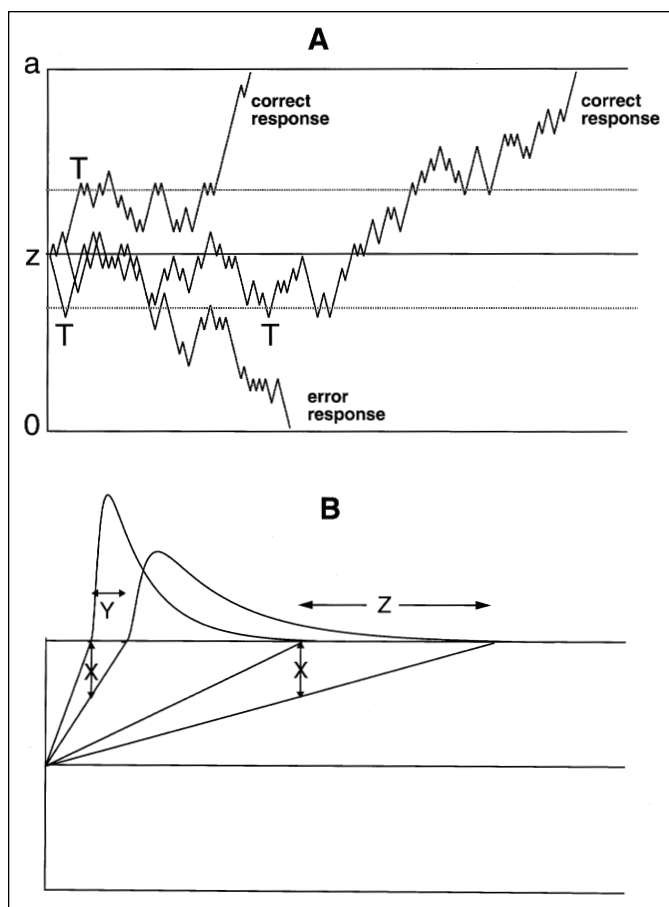 A
a
correct
response
correct
response
T
z
T
T
error
response
0
B
Y
Z
X
X